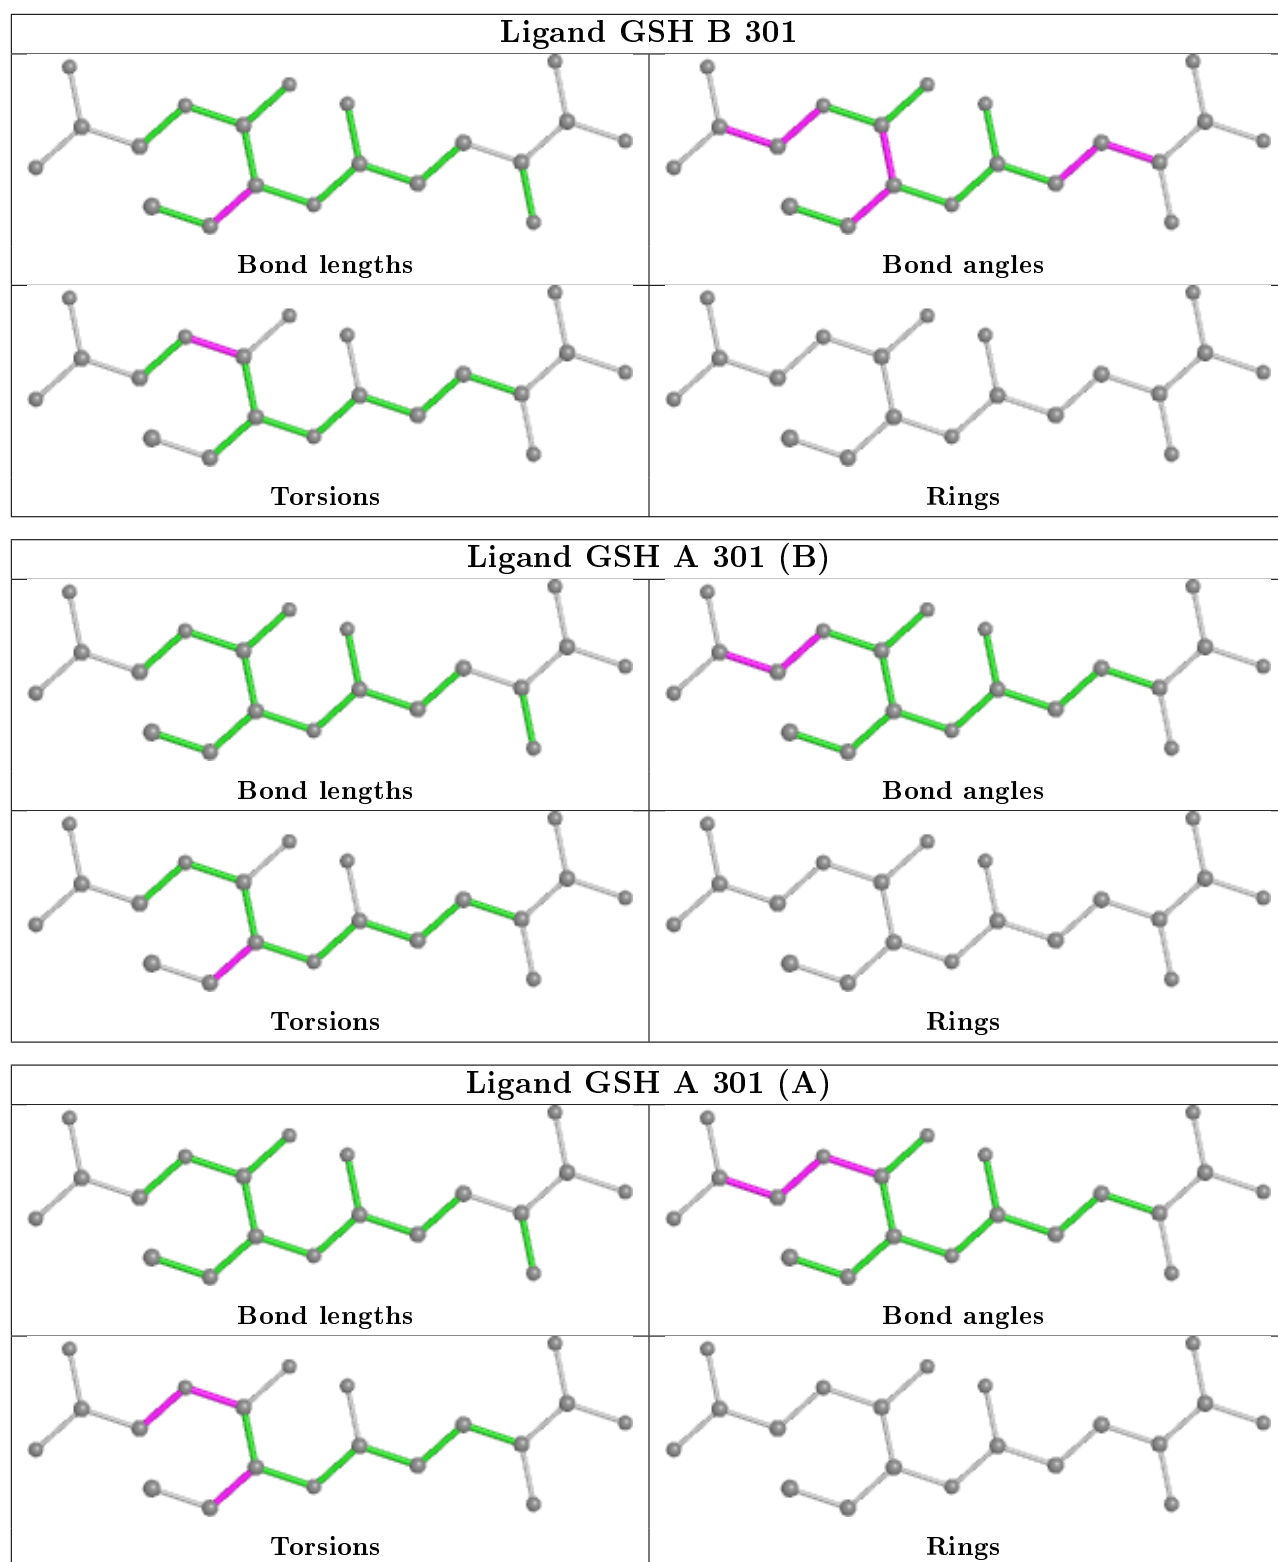 Ligand GSH B 301
Bond lengths
Bond angles
Torsions
Rings
Ligand GSH A 301 (B)
Bond lengths
Bond angles
Torsions
Rings
Ligand GSH A 301 (A)
Bond lengths
Bond angles
Torsions
Rings